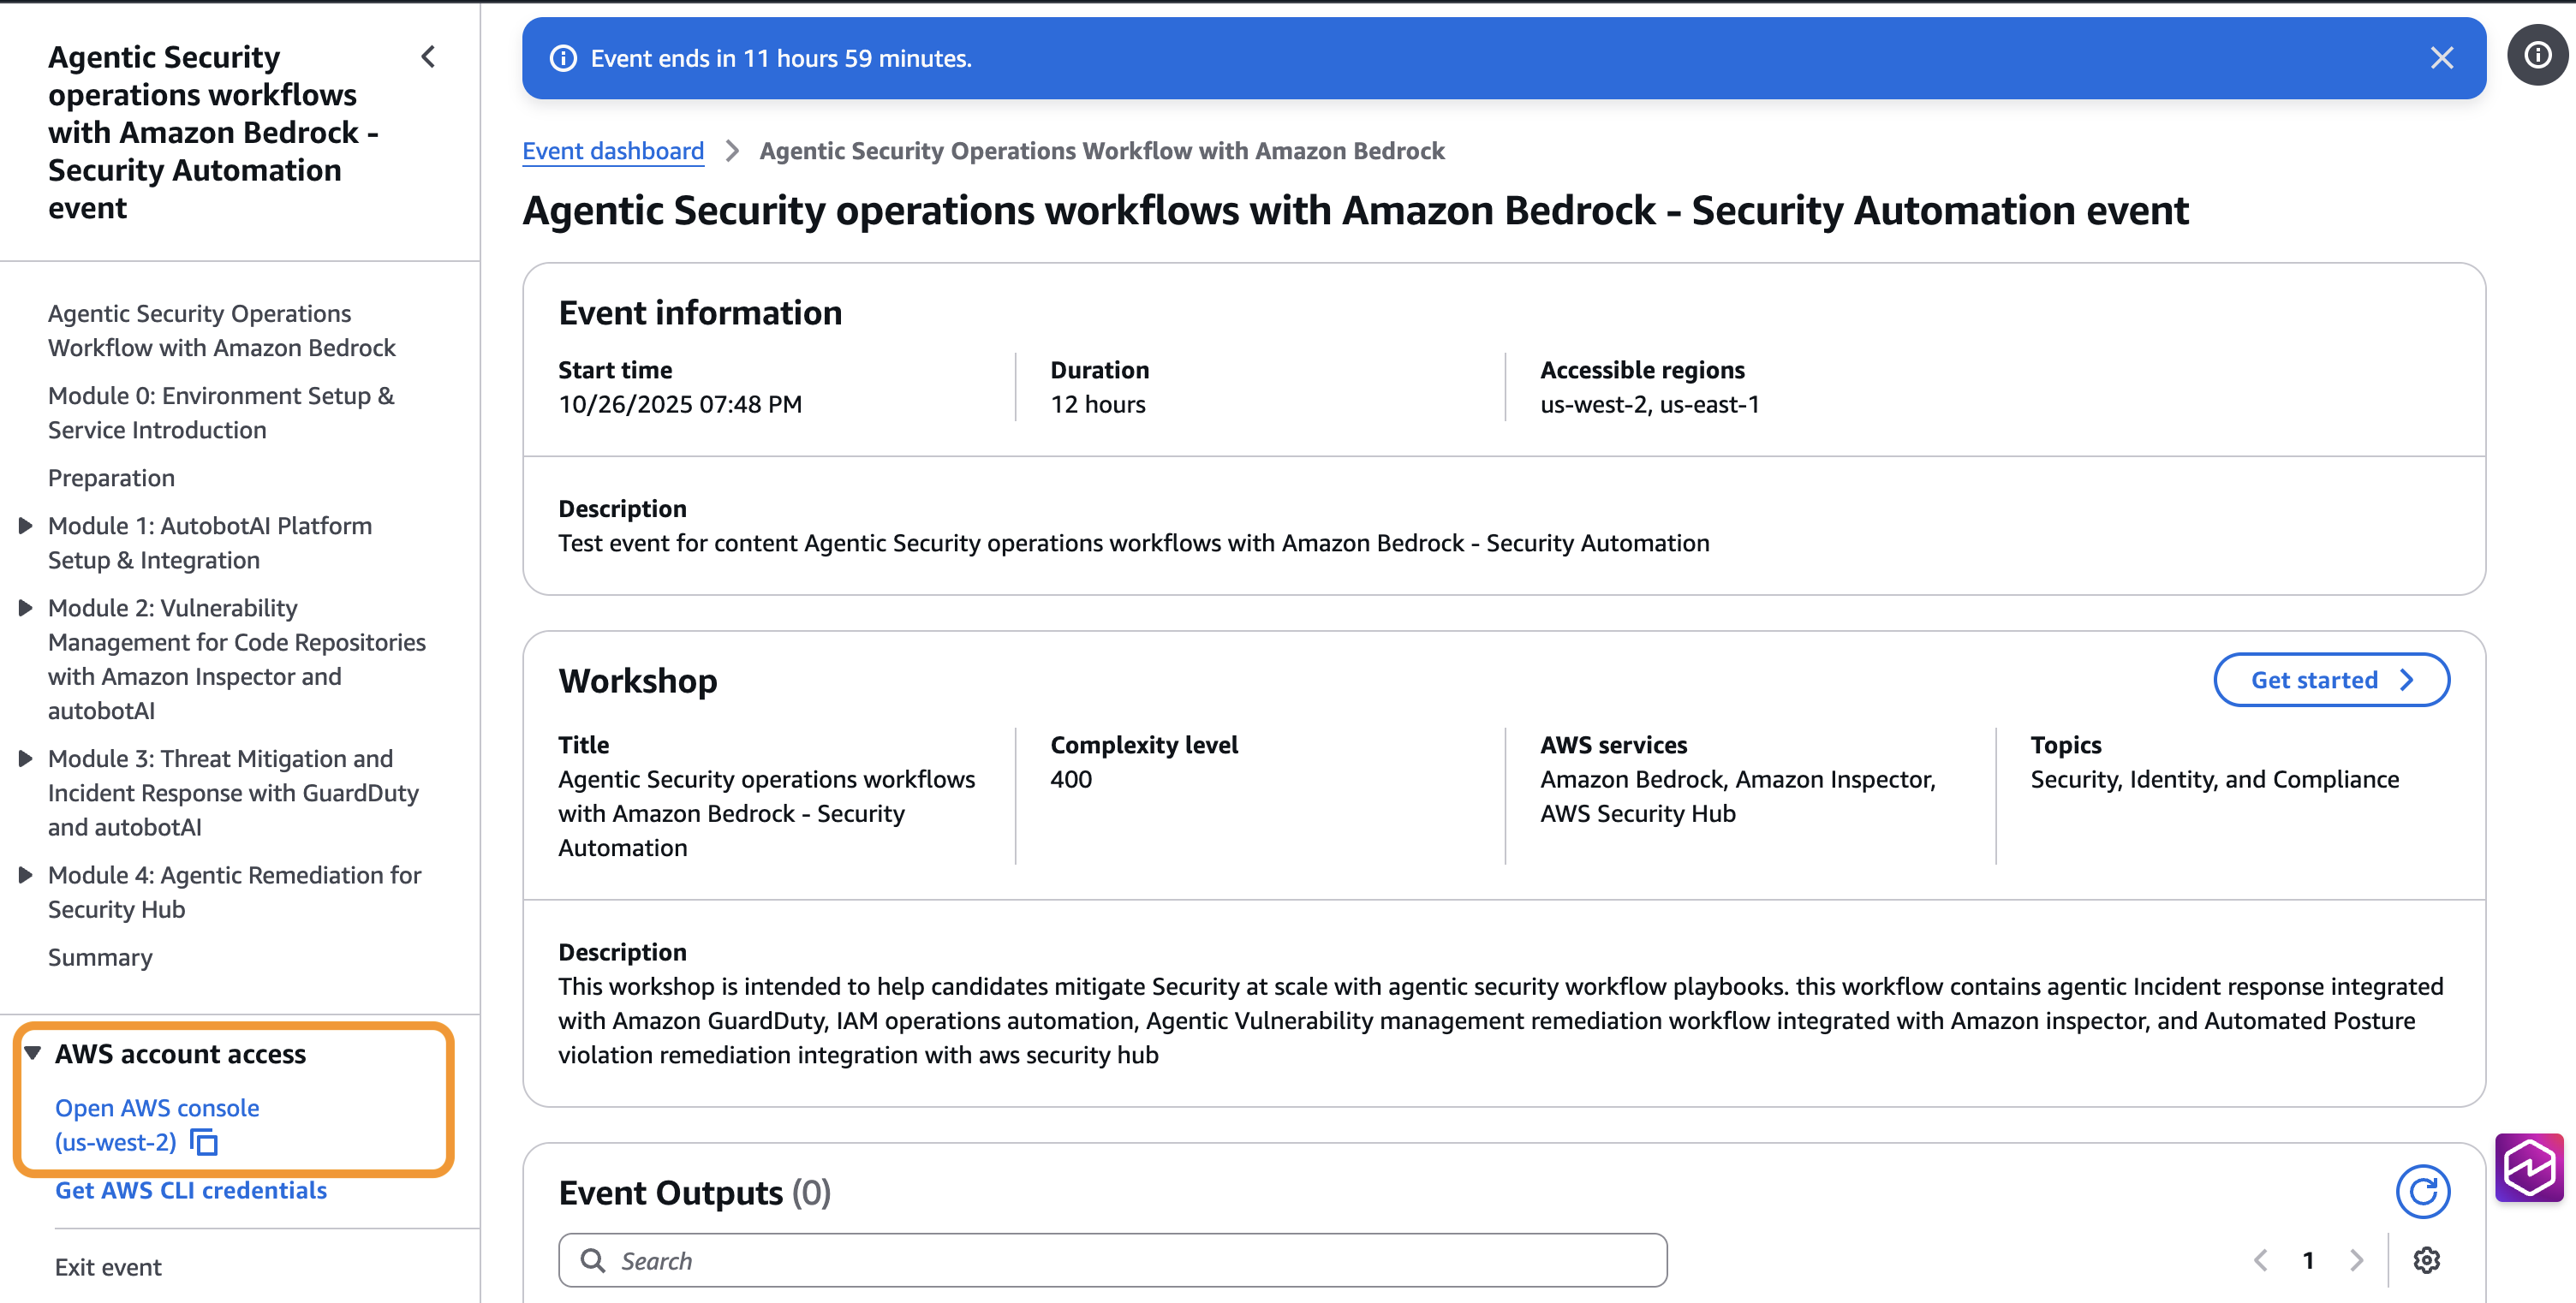 Agentic Security
operations workflows
with Amazon Bedrock -
Security Automation
event
Agentic Security Operations
Workflow with Amazon Bedrock
Module 0: Environment Setup &
Service Introduction
Preparation
Module 1: AutobotAI Platform
Setup & Integration
Module 2: Vulnerability
Management for Code Repositories
with Amazon Inspector and
autobotAI
Module 3: Threat Mitigation and
Incident Response with GuardDuty
and autobotAI
Module 4: Agentic Remediation for
Security Hub
Summary
AWS account access
Open AWS console
(us-west-2)
Get AWS CLI credentials
Exit event
Event ends in 11 hours 59 minutes.
Event dashboard > Agentic Security Operations Workflow with Amazon Bedrock
Agentic Security operations workflows with Amazon Bedrock - Security Automation event
Event information
Start time
10/26/2025 07:48 PM
Duration
12 hours
Accessible regions
us-west-2, us-east-1
Description
Test event for content Agentic Security operations workflows with Amazon Bedrock - Security Automation
Workshop
Get started
Title
Agentic Security operations workflows
with Amazon Bedrock - Security
Automation
Complexity level
400
AWS services
Amazon Bedrock, Amazon Inspector,
AWS Security Hub
Topics
Security, Identity, and Compliance
Description
This workshop is intended to help candidates mitigate Security at scale with agentic security workflow playbooks. this workflow contains agentic Incident response integrated
with Amazon GuardDuty, IAM operations automation, Agentic Vulnerability management remediation workflow integrated with Amazon inspector, and Automated Posture
violation remediation integration with aws security hub
Event Outputs (0)
Search
1